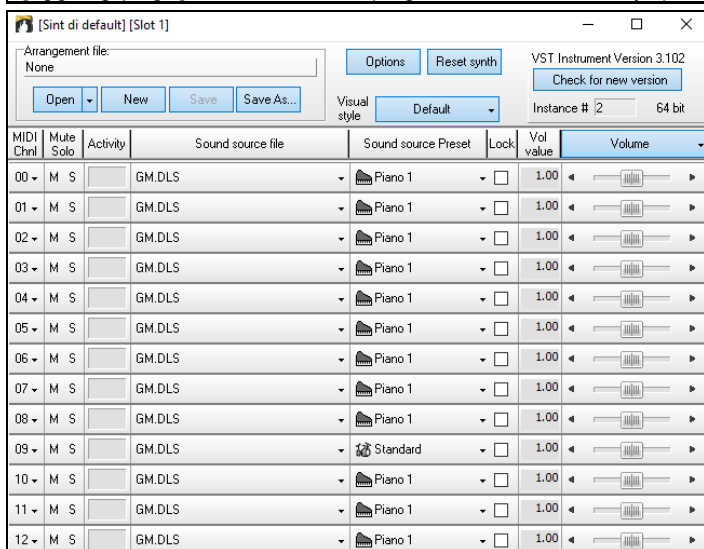 [Sint di default] [Slot 1]
Arrangement file:
None
Options Reset synth
VST Instrument Version 3.102
Check for new version
Open New Save Save As...
Visual style Default
Instance # 2 64 bit
MIDI Chnl Mute Solo Activity Sound source file Sound source Preset Lock Vol value Volume
00 M S GM.DLS Piano 1 1.00
01 M S GM.DLS Piano 1 1.00
02 M S GM.DLS Piano 1 1.00
03 M S GM.DLS Piano 1 1.00
04 M S GM.DLS Piano 1 1.00
05 M S GM.DLS Piano 1 1.00
06 M S GM.DLS Piano 1 1.00
07 M S GM.DLS Piano 1 1.00
08 M S GM.DLS Piano 1 1.00
09 M S GM.DLS Standard 1.00
10 M S GM.DLS Piano 1 1.00
11 M S GM.DLS Piano 1 1.00
12 M S GM.DLS Piano 1 1.00